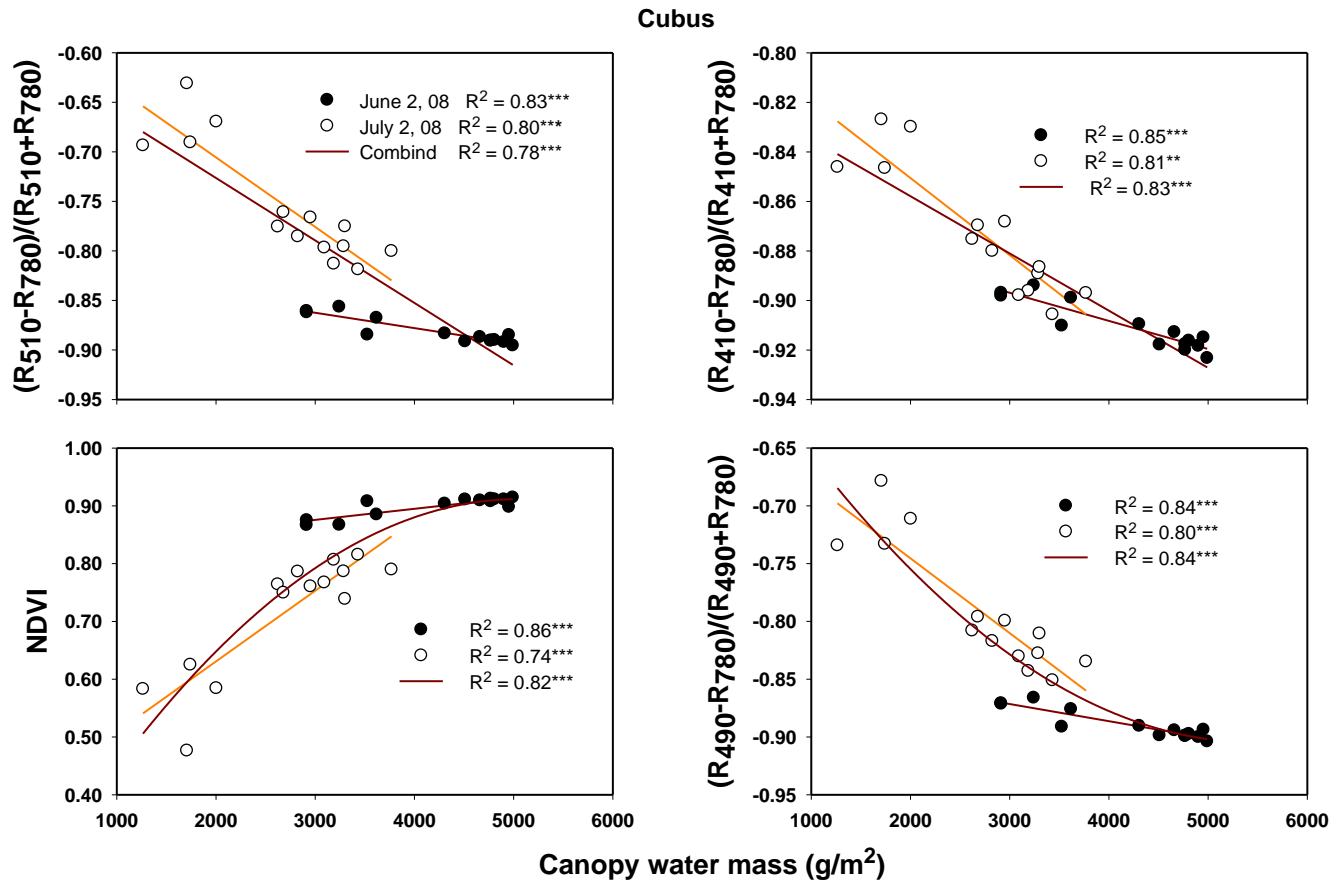 Cubus
(R510-R780)/(R510+R780)
-0.60
-0.65
-0.70
-0.75
-0.80
-0.85
-0.90
-0.95
June 2, 08 R2 = 0.83***
July 2, 08 R2 = 0.80***
Combind R2 = 0.78***
(R410-R780)/(R410+R780)
-0.80
-0.82
-0.84
-0.86
-0.88
-0.90
-0.92
-0.94
R2 = 0.85***
R2 = 0.81**
R2 = 0.83***
NDVI
1.00
0.90
0.80
0.70
0.60
0.50
0.40
R2 = 0.86***
R2 = 0.74***
R2 = 0.82***
1000 2000 3000 4000 5000 6000
(R490-R780)/(R490+R780)
-0.65
-0.70
-0.75
-0.80
-0.85
-0.90
-0.95
R2 = 0.84***
R2 = 0.80***
R2 = 0.84***
1000 2000 3000 4000 5000 6000
Canopy water mass (g/m2)